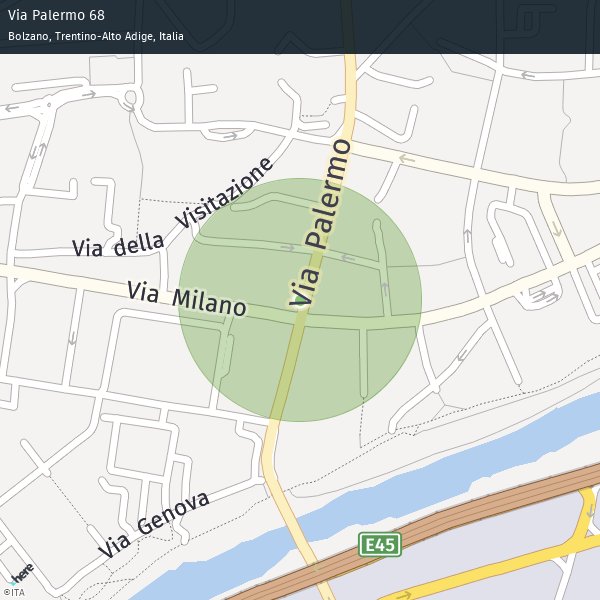 Via Palermo 68
Bolzano, Trentino-Alto Adige, Italia
Via Palermo
Via della Visitazione
Via Milano
Via Genova
E45
here
©ITA